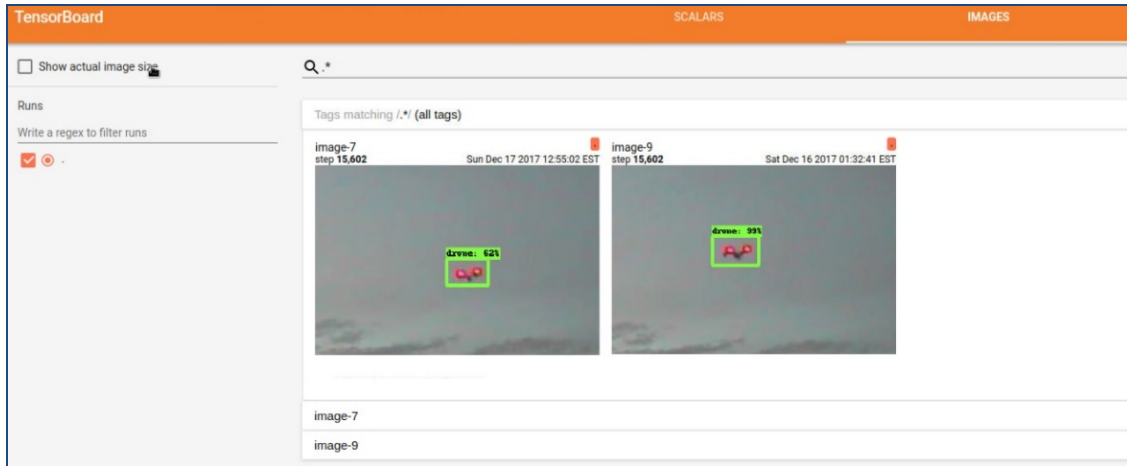 TensorBoard SCALARS IMAGES
Show actual image size
.*
Runs
Write a regex to filter runs
.
Tags matching /.*/ (all tags)
image-7
step 15,602 Sun Dec 17 2017 12:55:02 EST
image-9
step 15,602 Sat Dec 16 2017 01:32:41 EST
drone: 62%
drone: 99%
image-7
image-9